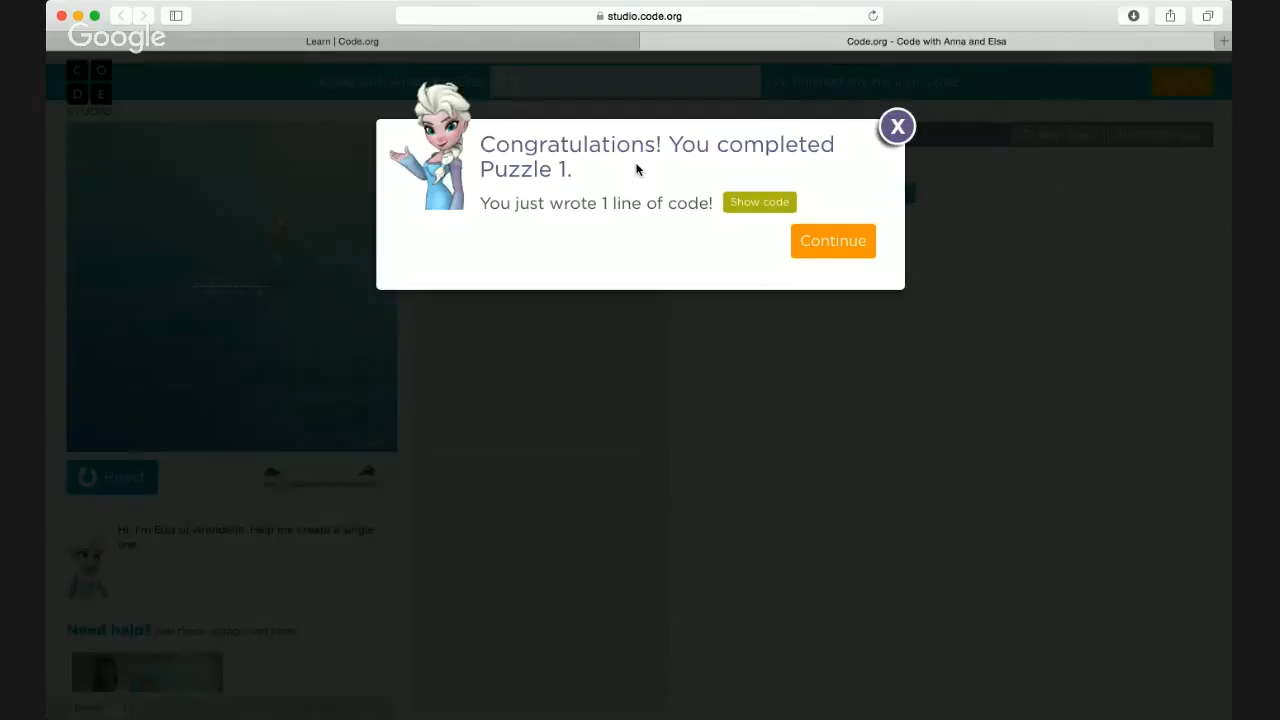 Google
studio.code.org
Learn | Code.org
Code.org - Code with Anna and Elsa
C O
D E
STUDIO
Congratulations! You completed
Puzzle 1.
You just wrote 1 line of code!
Show code
Continue
X
Reset
Hi, I'm Elsa of Arendelle. Help me create a single
line.
Need help?